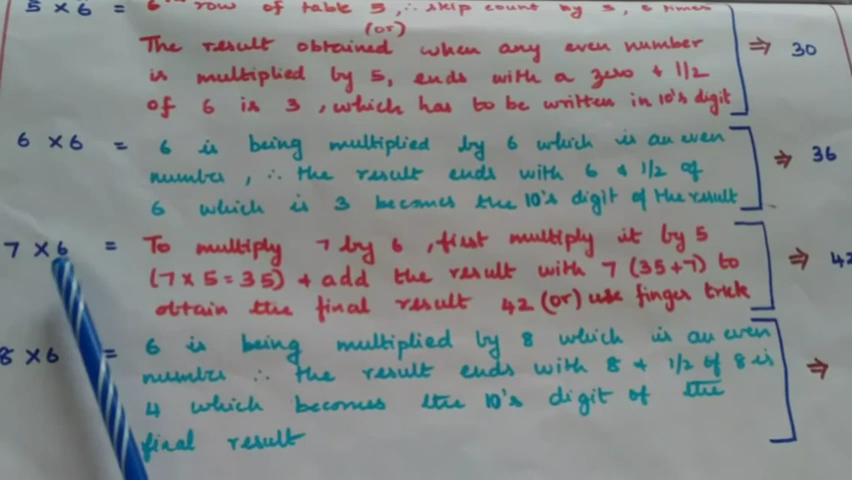 5 × 6 = 6th row of table 5, ∴ skip count by 5, 6 times
(or)
The result obtained when any even number
is multiplied by 5, ends with a zero & 1/2 ⇒ 30
of 6 is 3, which has to be written in 10's digit
6 × 6 = 6 is being multiplied by 6 which is an even
number, ∴ the result ends with 6 & 1/2 of ⇒ 36
6 which is 3 becomes the 10's digit of the result
7 × 6 = To multiply 7 by 6, first multiply it by 5
(7 × 5 = 35) + add the result with 7 (35+7) to ⇒ 42
obtain the final result 42 (or) use finger trick
8 × 6 = 6 is being multiplied by 8 which is an even
number ∴ the result ends with 8 & 1/2 of 8 is ⇒
4 which becomes the 10's digit of the
final result